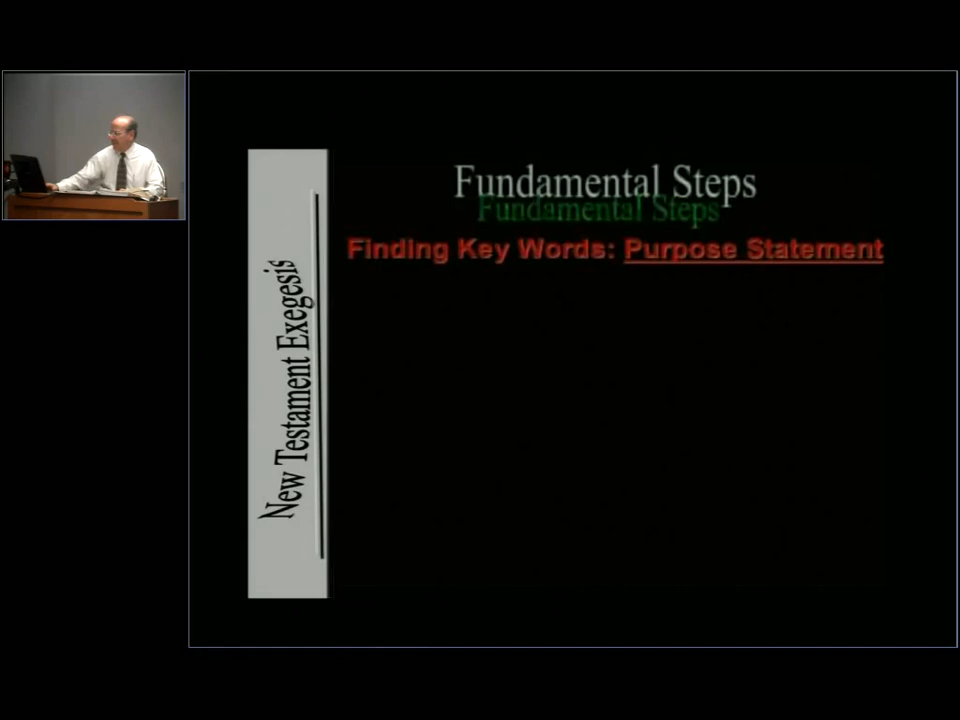 New Testament Exegesis
Fundamental Steps
Fundamental Steps
Finding Key Words: Purpose Statement